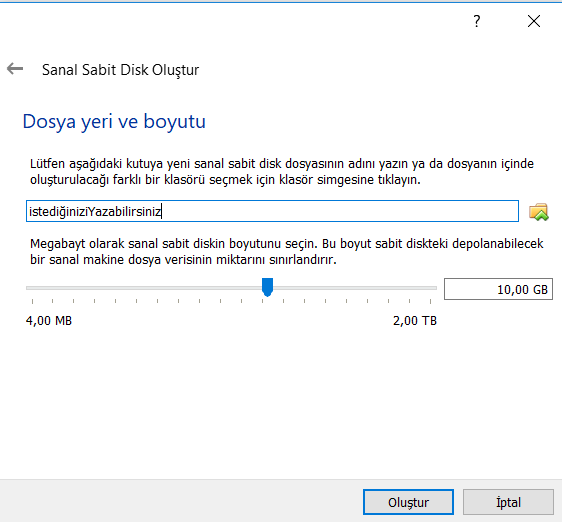 ?
Sanal Sabit Disk Oluştur
Dosya yeri ve boyutu
Lütfen aşağıdaki kutuya yeni sanal sabit disk dosyasının adını yazın ya da dosyanın içinde
oluşturulacağı farklı bir klasörü seçmek için klasör simgesine tıklayın.
istediğiniziYazabilirsiniz
Megabayt olarak sanal sabit diskin boyutunu seçin. Bu boyut sabit diskteki depolanabilecek
bir sanal makine dosya verisinin miktarını sınırlandırır.
10,00 GB
4,00 MB 2,00 TB
Oluştur İptal